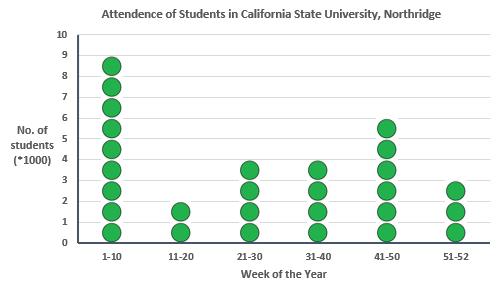 Attendence of Students in California State University, Northridge
10
9
8
7
6
5
4
3
2
1
0
No. of
students
(*1000)
1-10 11-20 21-30 31-40 41-50 51-52
Week of the Year